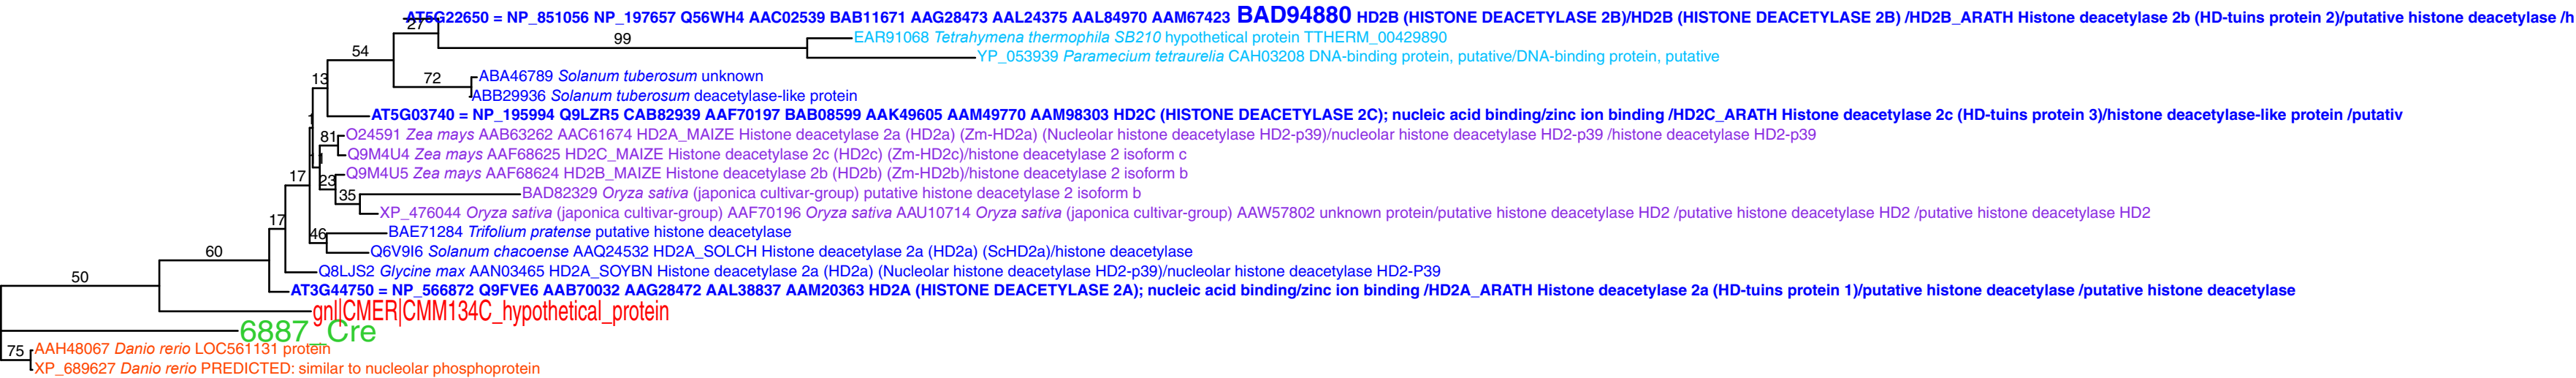 27 AT5G22650 = NP_851056 NP_197657 Q56WH4 AAC02539 BAB11671 AAG28473 AAL24375 AAL84970 AAM67423 BAD94880 HD2B (HISTONE DEACETYLASE 2B)/HD2B (HISTONE DEACETYLASE 2B) /HD2B_ARATH Histone deacetylase 2b (HD-tuins protein 2)/putative histone deacetylase /h
99 EAR91068 Tetrahymena thermophila SB210 hypothetical protein TTHERM_00429890
54 YP_053939 Paramecium tetraurelia CAH03208 DNA-binding protein, putative/DNA-binding protein, putative
13 72 ABA46789 Solanum tuberosum unknown
ABB29936 Solanum tuberosum deacetylase-like protein
1 AT5G03740 = NP_195994 Q9LZR5 CAB82939 AAF70197 BAB08599 AAK49605 AAM49770 AAM98303 HD2C (HISTONE DEACETYLASE 2C); nucleic acid binding/zinc ion binding /HD2C_ARATH Histone deacetylase 2c (HD-tuins protein 3)/histone deacetylase-like protein /putativ
81 O24591 Zea mays AAB63262 AAC61674 HD2A_MAIZE Histone deacetylase 2a (HD2a) (Zm-HD2a) (Nucleolar histone deacetylase HD2-p39)/nucleolar histone deacetylase HD2-p39 /histone deacetylase HD2-p39
1 Q9M4U4 Zea mays AAF68625 HD2C_MAIZE Histone deacetylase 2c (HD2c) (Zm-HD2c)/histone deacetylase 2 isoform c
17 23 Q9M4U5 Zea mays AAF68624 HD2B_MAIZE Histone deacetylase 2b (HD2b) (Zm-HD2b)/histone deacetylase 2 isoform b
35 BAD82329 Oryza sativa (japonica cultivar-group) putative histone deacetylase 2 isoform b
17 XP_476044 Oryza sativa (japonica cultivar-group) AAF70196 Oryza sativa AAU10714 Oryza sativa (japonica cultivar-group) AAW57802 unknown protein/putative histone deacetylase HD2 /putative histone deacetylase HD2 /putative histone deacetylase HD2
46 BAE71284 Trifolium pratense putative histone deacetylase
60 Q6V9I6 Solanum chacoense AAQ24532 HD2A_SOLCH Histone deacetylase 2a (HD2a) (ScHD2a)/histone deacetylase
50 Q8LJS2 Glycine max AAN03465 HD2A_SOYBN Histone deacetylase 2a (HD2a) (Nucleolar histone deacetylase HD2-p39)/nucleolar histone deacetylase HD2-P39
AT3G44750 = NP_566872 Q9FVE6 AAB70032 AAG28472 AAL38837 AAM20363 HD2A (HISTONE DEACETYLASE 2A); nucleic acid binding/zinc ion binding /HD2A_ARATH Histone deacetylase 2a (HD-tuins protein 1)/putative histone deacetylase /putative histone deacetylase
gnl|CMER|CMM134C_hypothetical_protein
6887_Cre
75 AAH48067 Danio rerio LOC561131 protein
XP_689627 Danio rerio PREDICTED: similar to nucleolar phosphoprotein